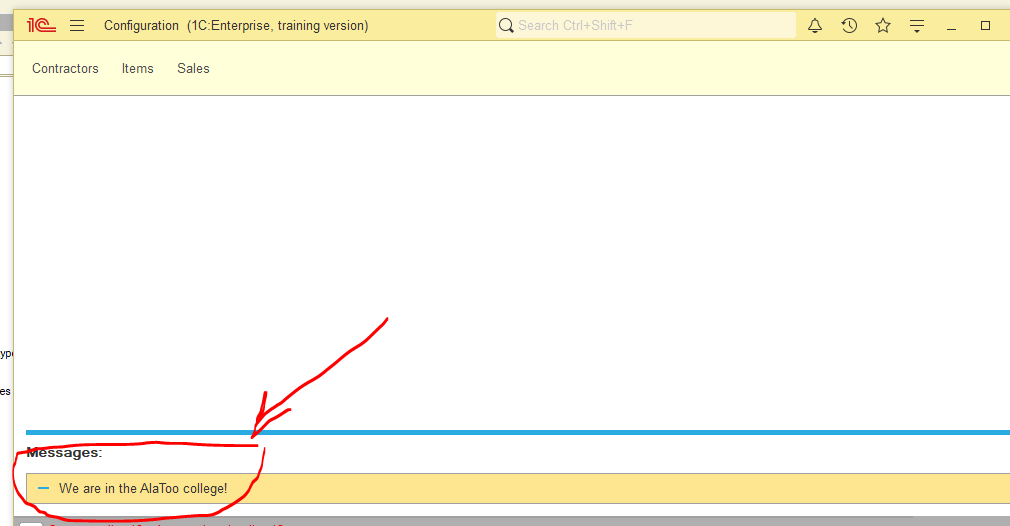 1C Configuration (1C:Enterprise, training version) Search Ctrl+Shift+F
Contractors Items Sales
Messages:
We are in the AlaToo college!